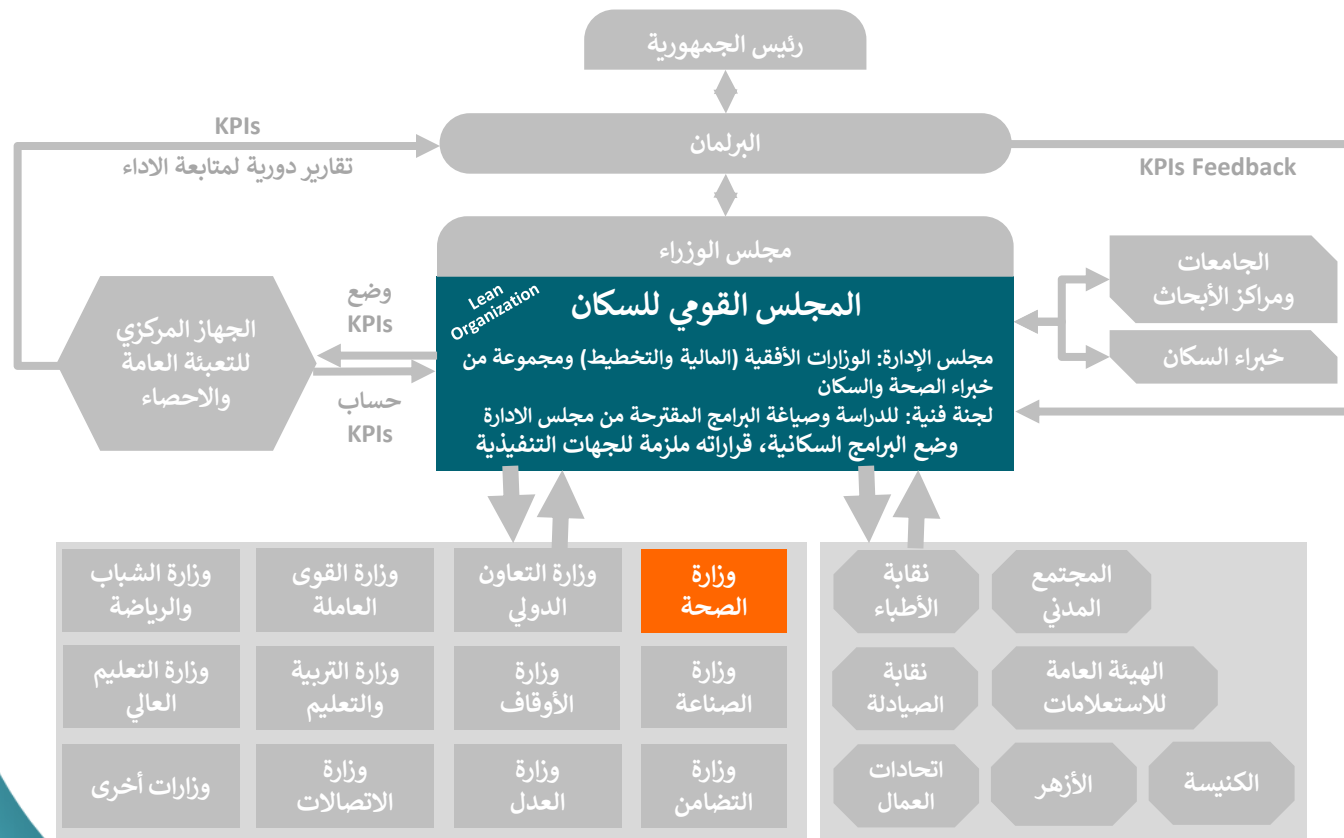 رئيس الجمهورية
البرلمان
KPIs
تقارير دورية لمتابعة الاداء
KPIs Feedback
مجلس الوزراء
Lean
Organization
المجلس القومي للسكان
مجلس الإدارة: الوزارات الأفقية (المالية والتخطيط) ومجموعة من
خبراء الصحة والسكان
لجنة فنية: للدراسة وصياغة البرامج المقترحة من مجلس الادارة
وضع البرامج السكانية، قراراته ملزمة للجهات التنفيذية
الجامعات
ومراكز الأبحاث
خبراء السكان
وضع
KPIs
حساب
KPIs
الجهاز المركزي
للتعبئة العامة
والاحصاء
المجتمع
المدني
نقابة
الأطباء
الهيئة العامة
للاستعلامات
نقابة
الصيادلة
الكنيسة
الأزهر
اتحادات
العمال
وزارة
الصحة
وزارة التعاون
الدولي
وزارة القوى
العاملة
وزارة الشباب
والرياضة
وزارة
الصناعة
وزارة
الأوقاف
وزارة التربية
والتعليم
وزارة التعليم
العالي
وزارة
التضامن
وزارة
العدل
وزارة
الاتصالات
وزارات أخرى